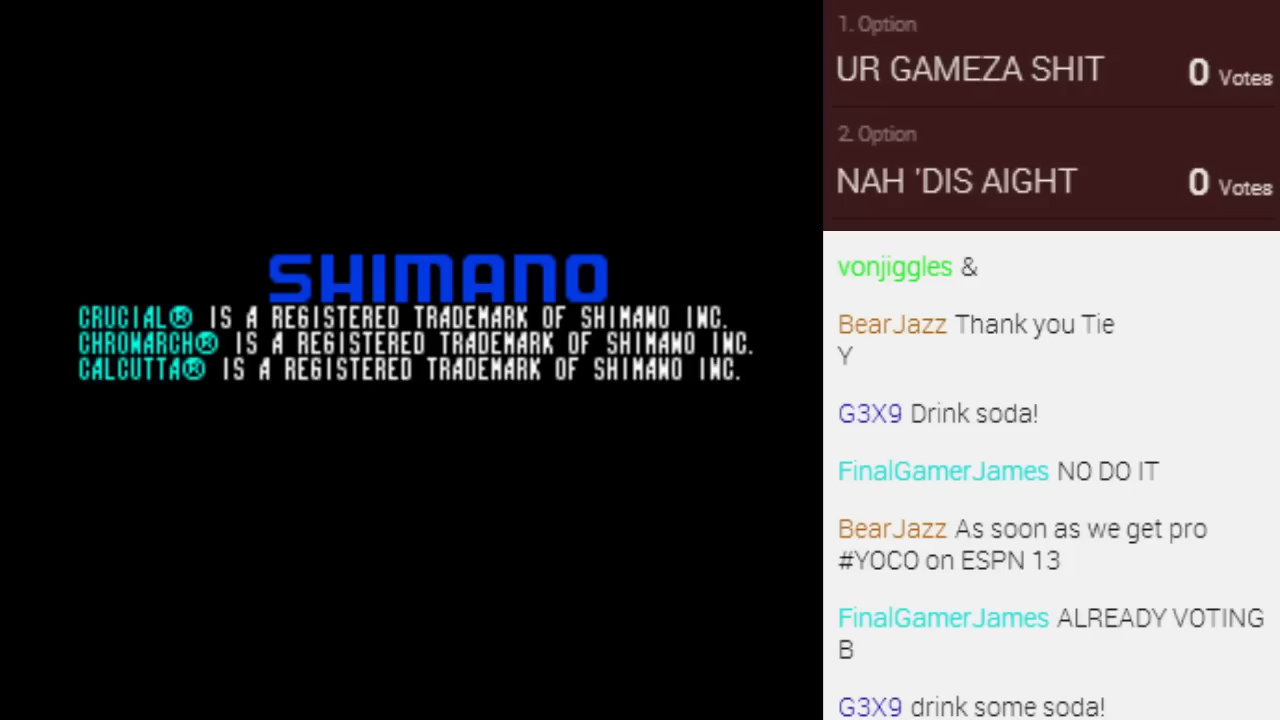 SHIMANO
CRUCIAL® IS A REGISTERED TRADEMARK OF SHIMANO INC.
CHRONARCH® IS A REGISTERED TRADEMARK OF SHIMANO INC.
CALCUTTA® IS A REGISTERED TRADEMARK OF SHIMANO INC.
1. Option
UR GAMEZA SHIT 0 Votes
2. Option
NAH 'DIS AIGHT 0 Votes
vonjiggles &
BearJazz Thank you Tie
Y
G3X9 Drink soda!
FinalGamerJames NO DO IT
BearJazz As soon as we get pro
#YOCO on ESPN 13
FinalGamerJames ALREADY VOTING
B
G3X9 drink some soda!